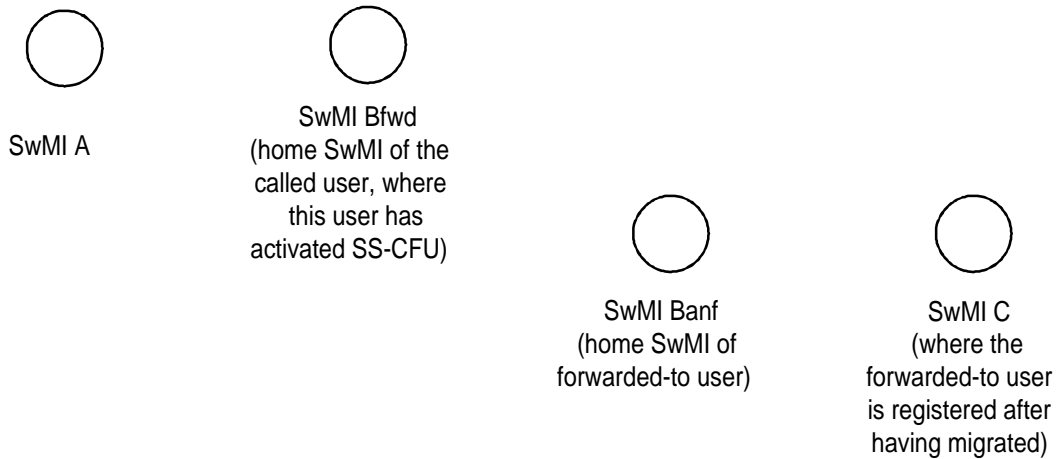 SwMI A
SwMI Bfwd
(home SwMI of the
called user, where
this user has
activated SS-CFU)
SwMI Banf
(home SwMI of
forwarded-to user)
SwMI C
(where the
forwarded-to user
is registered after
having migrated)